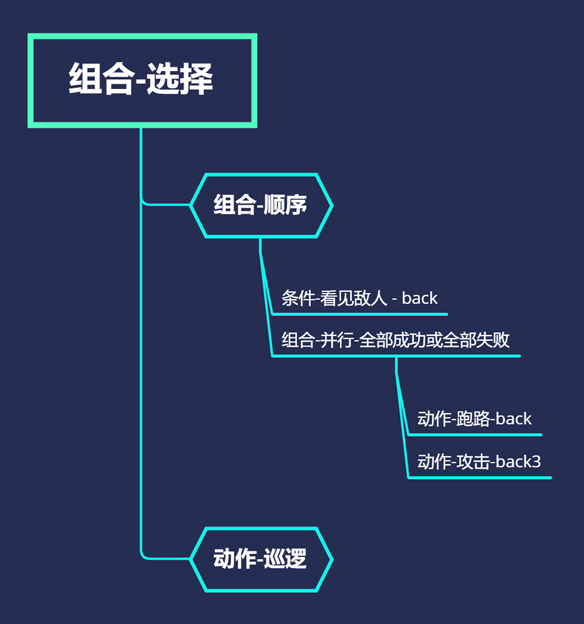 组合-选择
组合-顺序
条件-看见敌人 - back
组合-并行-全部成功或全部失败
动作-跑路-back
动作-攻击-back3
动作-巡逻